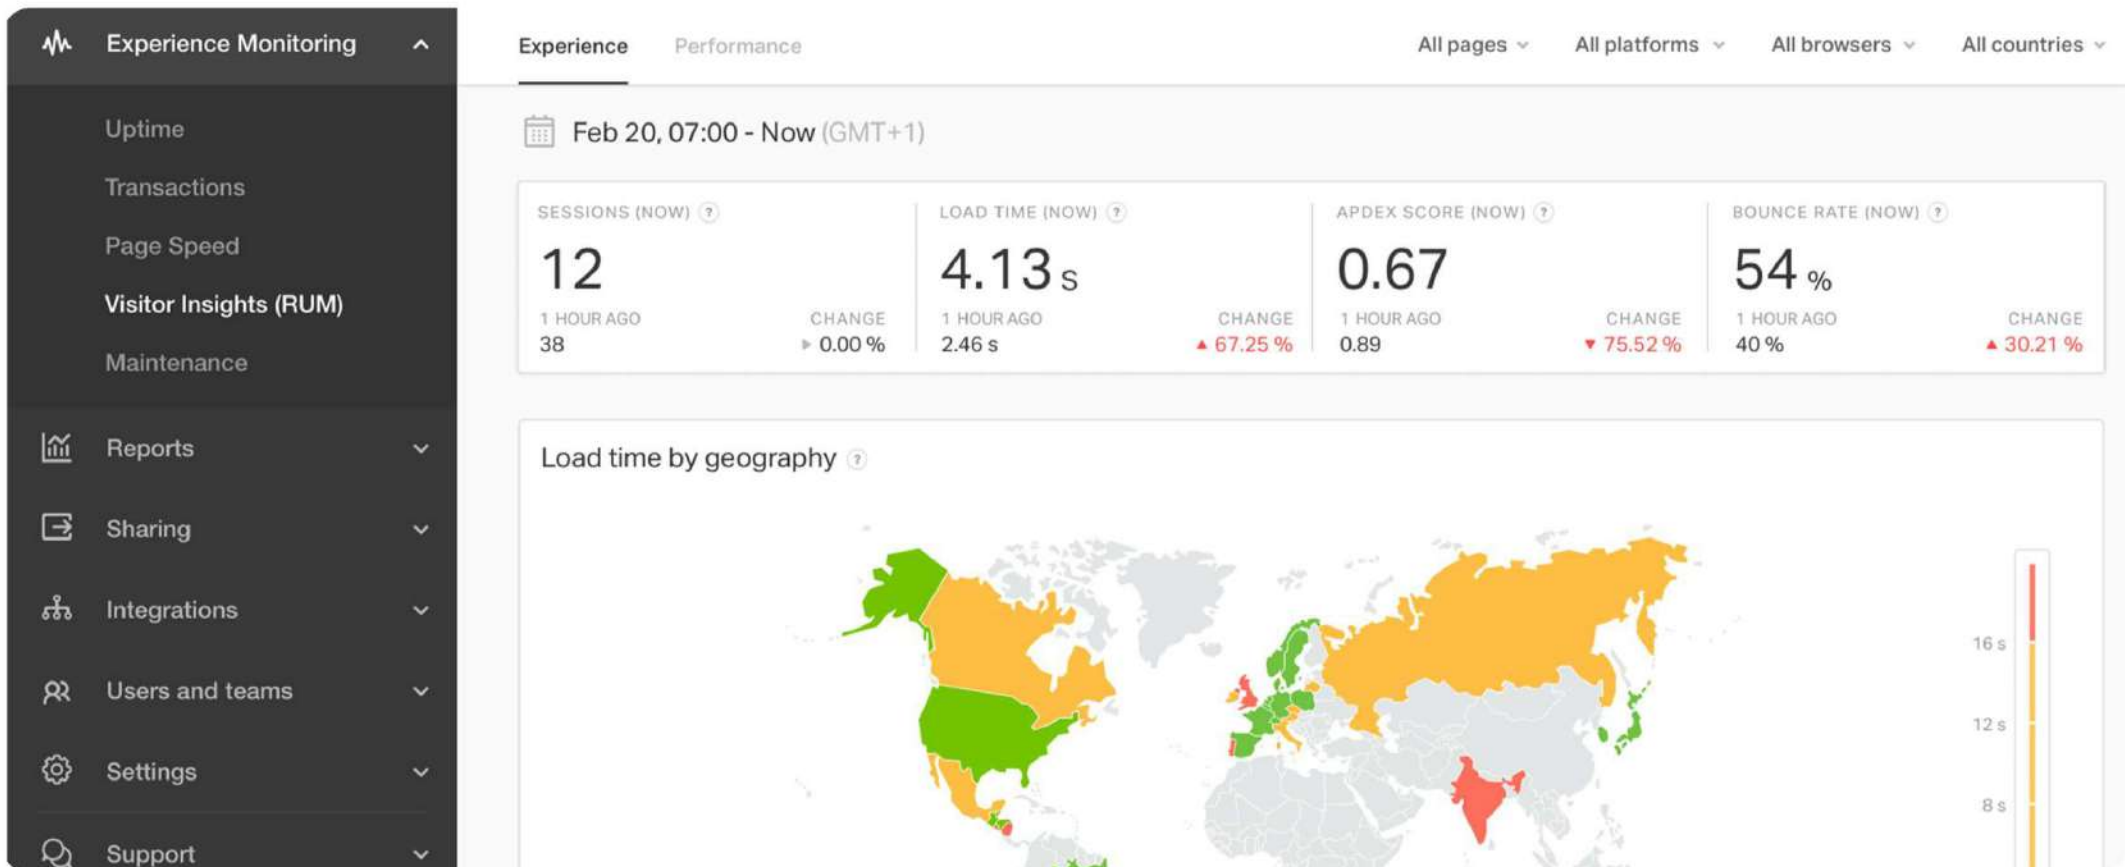 Experience Monitoring
Uptime
Transactions
Page Speed
Visitor Insights (RUM)
Maintenance
Reports
Sharing
Integrations
Users and teams
Settings
Support
Experience Performance
All pages All platforms All browsers All countries
Feb 20, 07:00 - Now (GMT+1)
SESSIONS (NOW) ?
12
1 HOUR AGO CHANGE
38 ▶ 0.00 %
LOAD TIME (NOW) ?
4.13 s
1 HOUR AGO CHANGE
2.46 s ▲ 67.25 %
APDEX SCORE (NOW) ?
0.67
1 HOUR AGO CHANGE
0.89 ▼ 75.52 %
BOUNCE RATE (NOW) ?
54 %
1 HOUR AGO CHANGE
40 % ▲ 30.21 %
Load time by geography ?
16 s
12 s
8 s